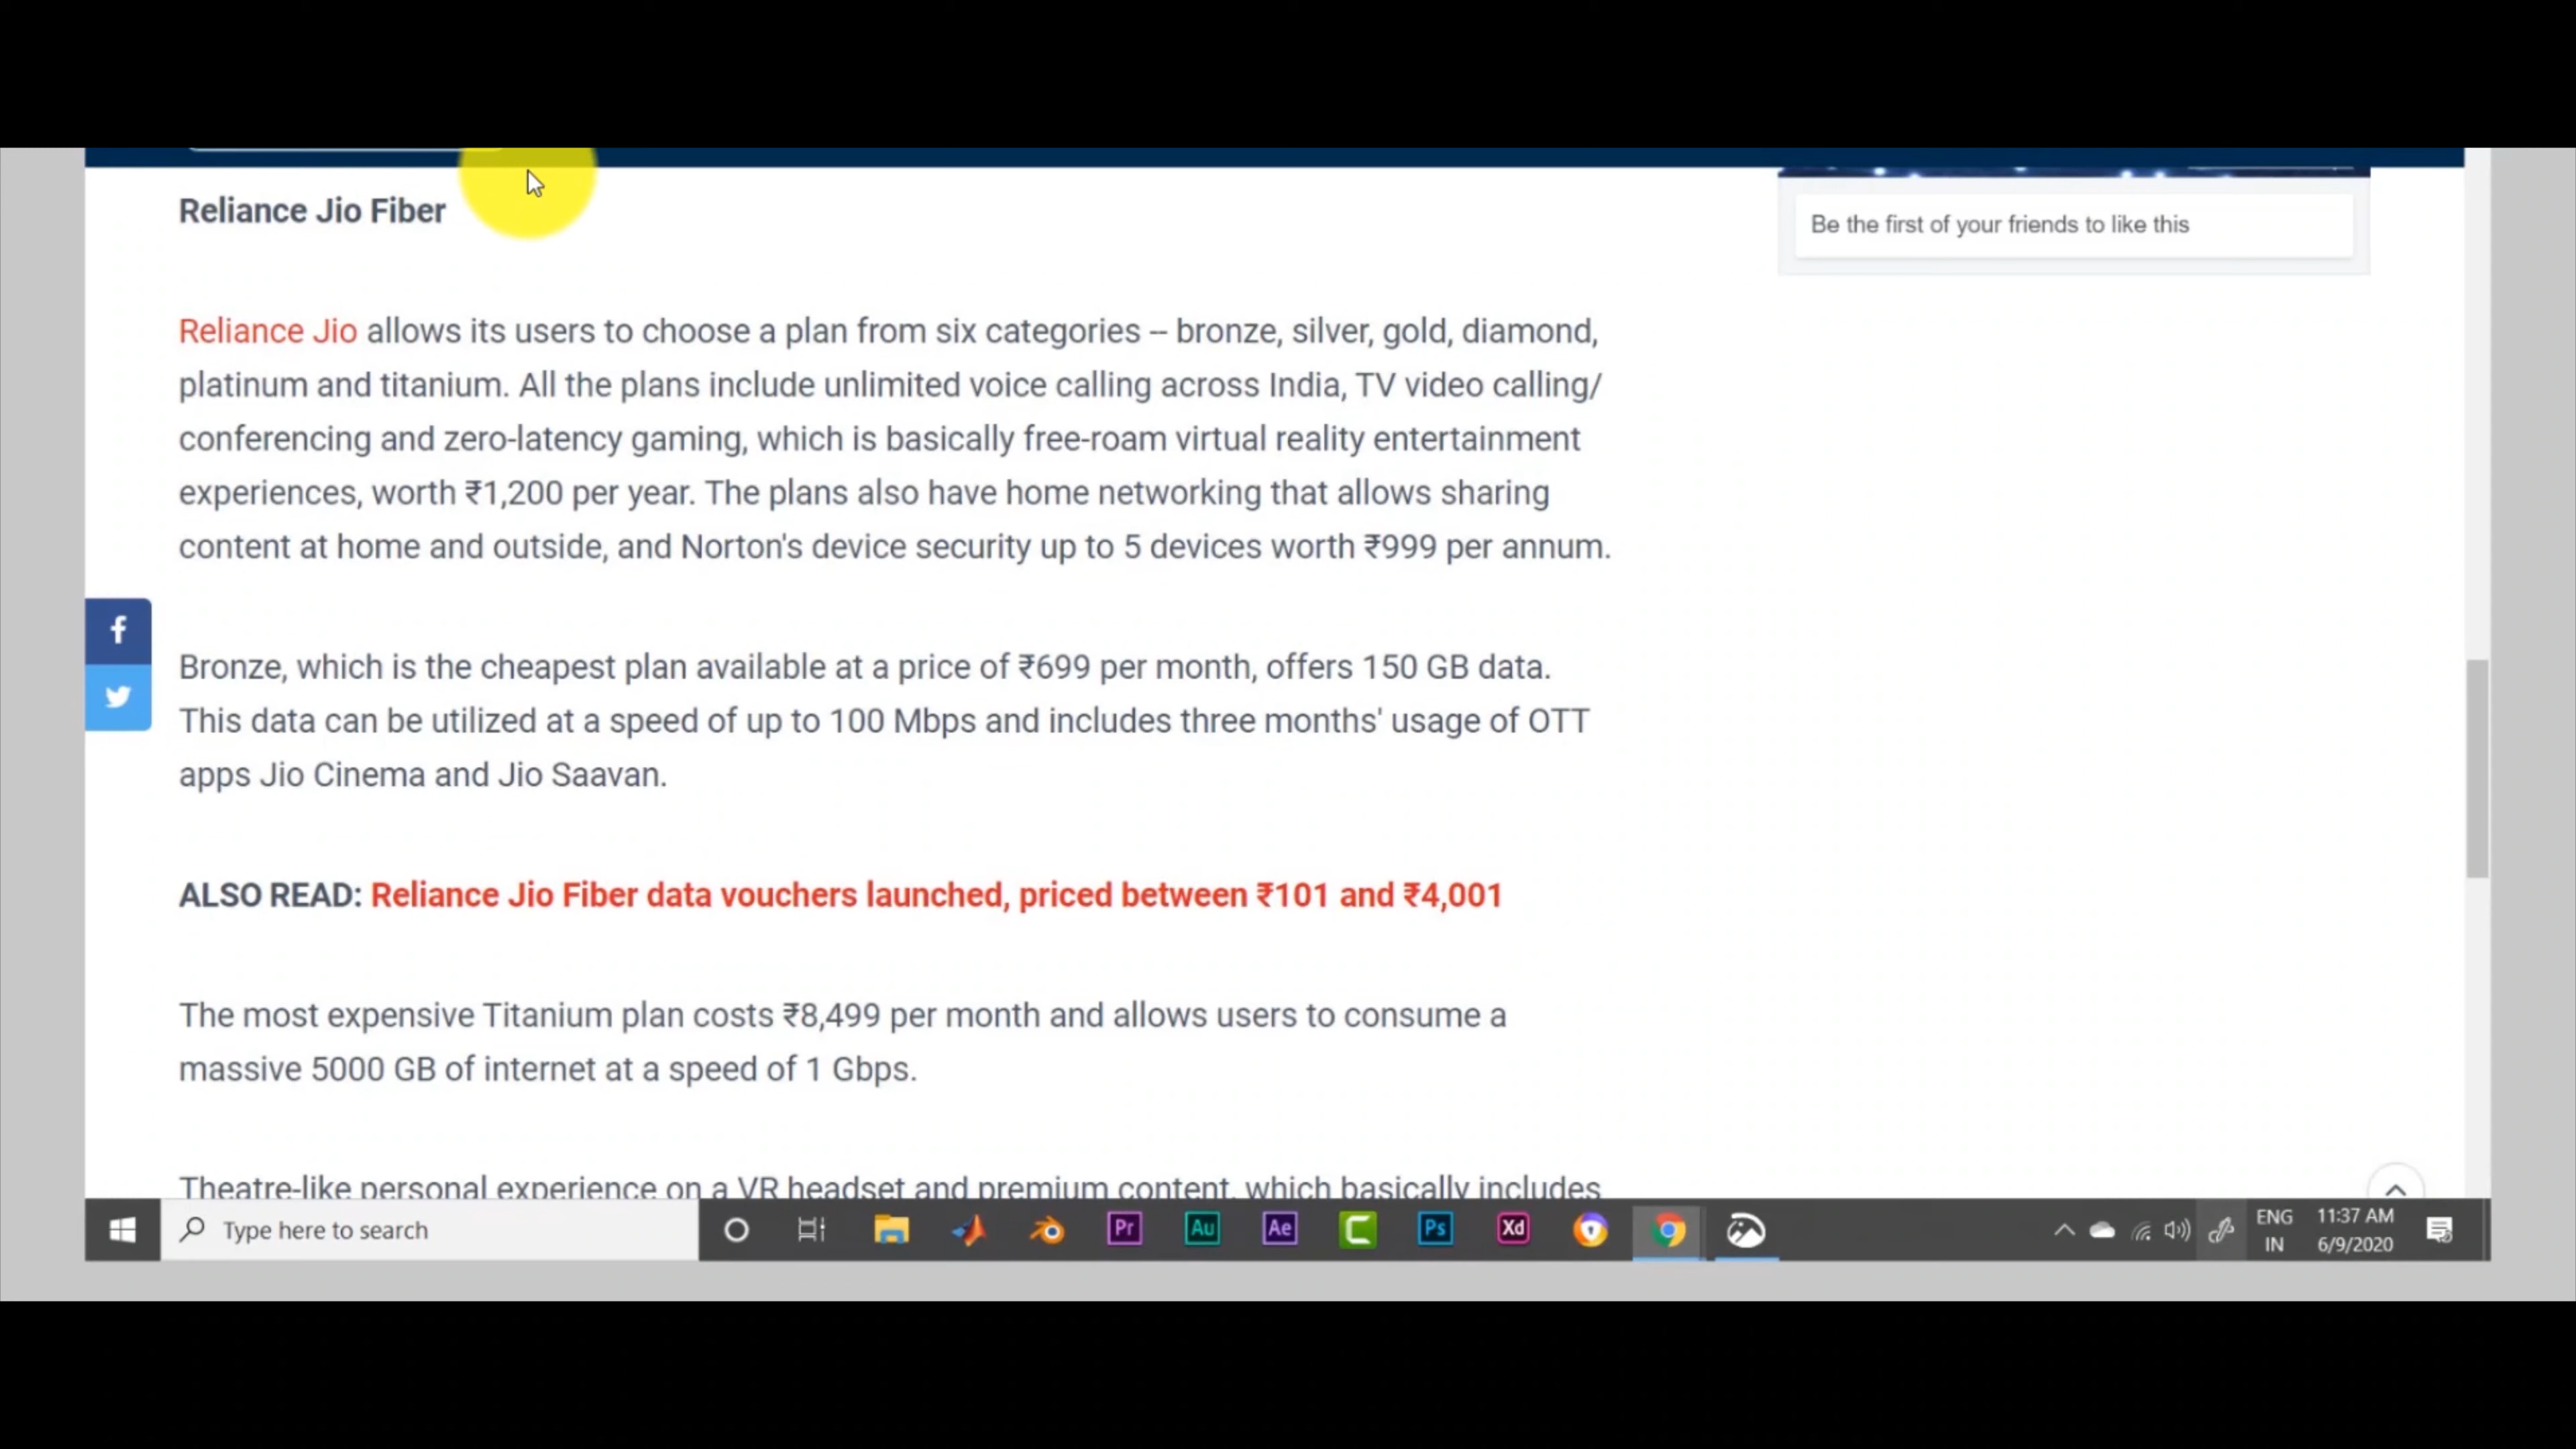 Reliance Jio Fiber
Be the first of your friends to like this
Reliance Jio allows its users to choose a plan from six categories -- bronze, silver, gold, diamond,
platinum and titanium. All the plans include unlimited voice calling across India, TV video calling/
conferencing and zero-latency gaming, which is basically free-roam virtual reality entertainment
experiences, worth ₹1,200 per year. The plans also have home networking that allows sharing
content at home and outside, and Norton's device security up to 5 devices worth ₹999 per annum.
Bronze, which is the cheapest plan available at a price of ₹699 per month, offers 150 GB data.
This data can be utilized at a speed of up to 100 Mbps and includes three months' usage of OTT
apps Jio Cinema and Jio Saavan.
ALSO READ: Reliance Jio Fiber data vouchers launched, priced between ₹101 and ₹4,001
The most expensive Titanium plan costs ₹8,499 per month and allows users to consume a
massive 5000 GB of internet at a speed of 1 Gbps.
Theatre-like personal experience on a VR headset and premium content, which basically includes
Type here to search
Pr
Au
Ae
Ps
Xd
ENG
IN
11:37 AM
6/9/2020